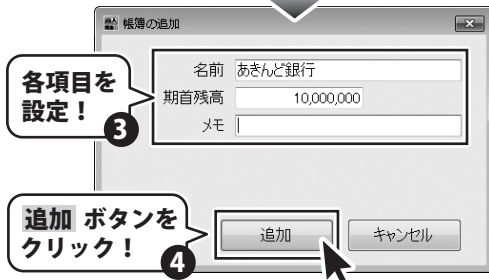 帳簿の追加
名前 あきんど銀行
期首残高 10,000,000
メモ
各項目を
設定！
3
追加 ボタンを
クリック！
4
追加 キャンセル